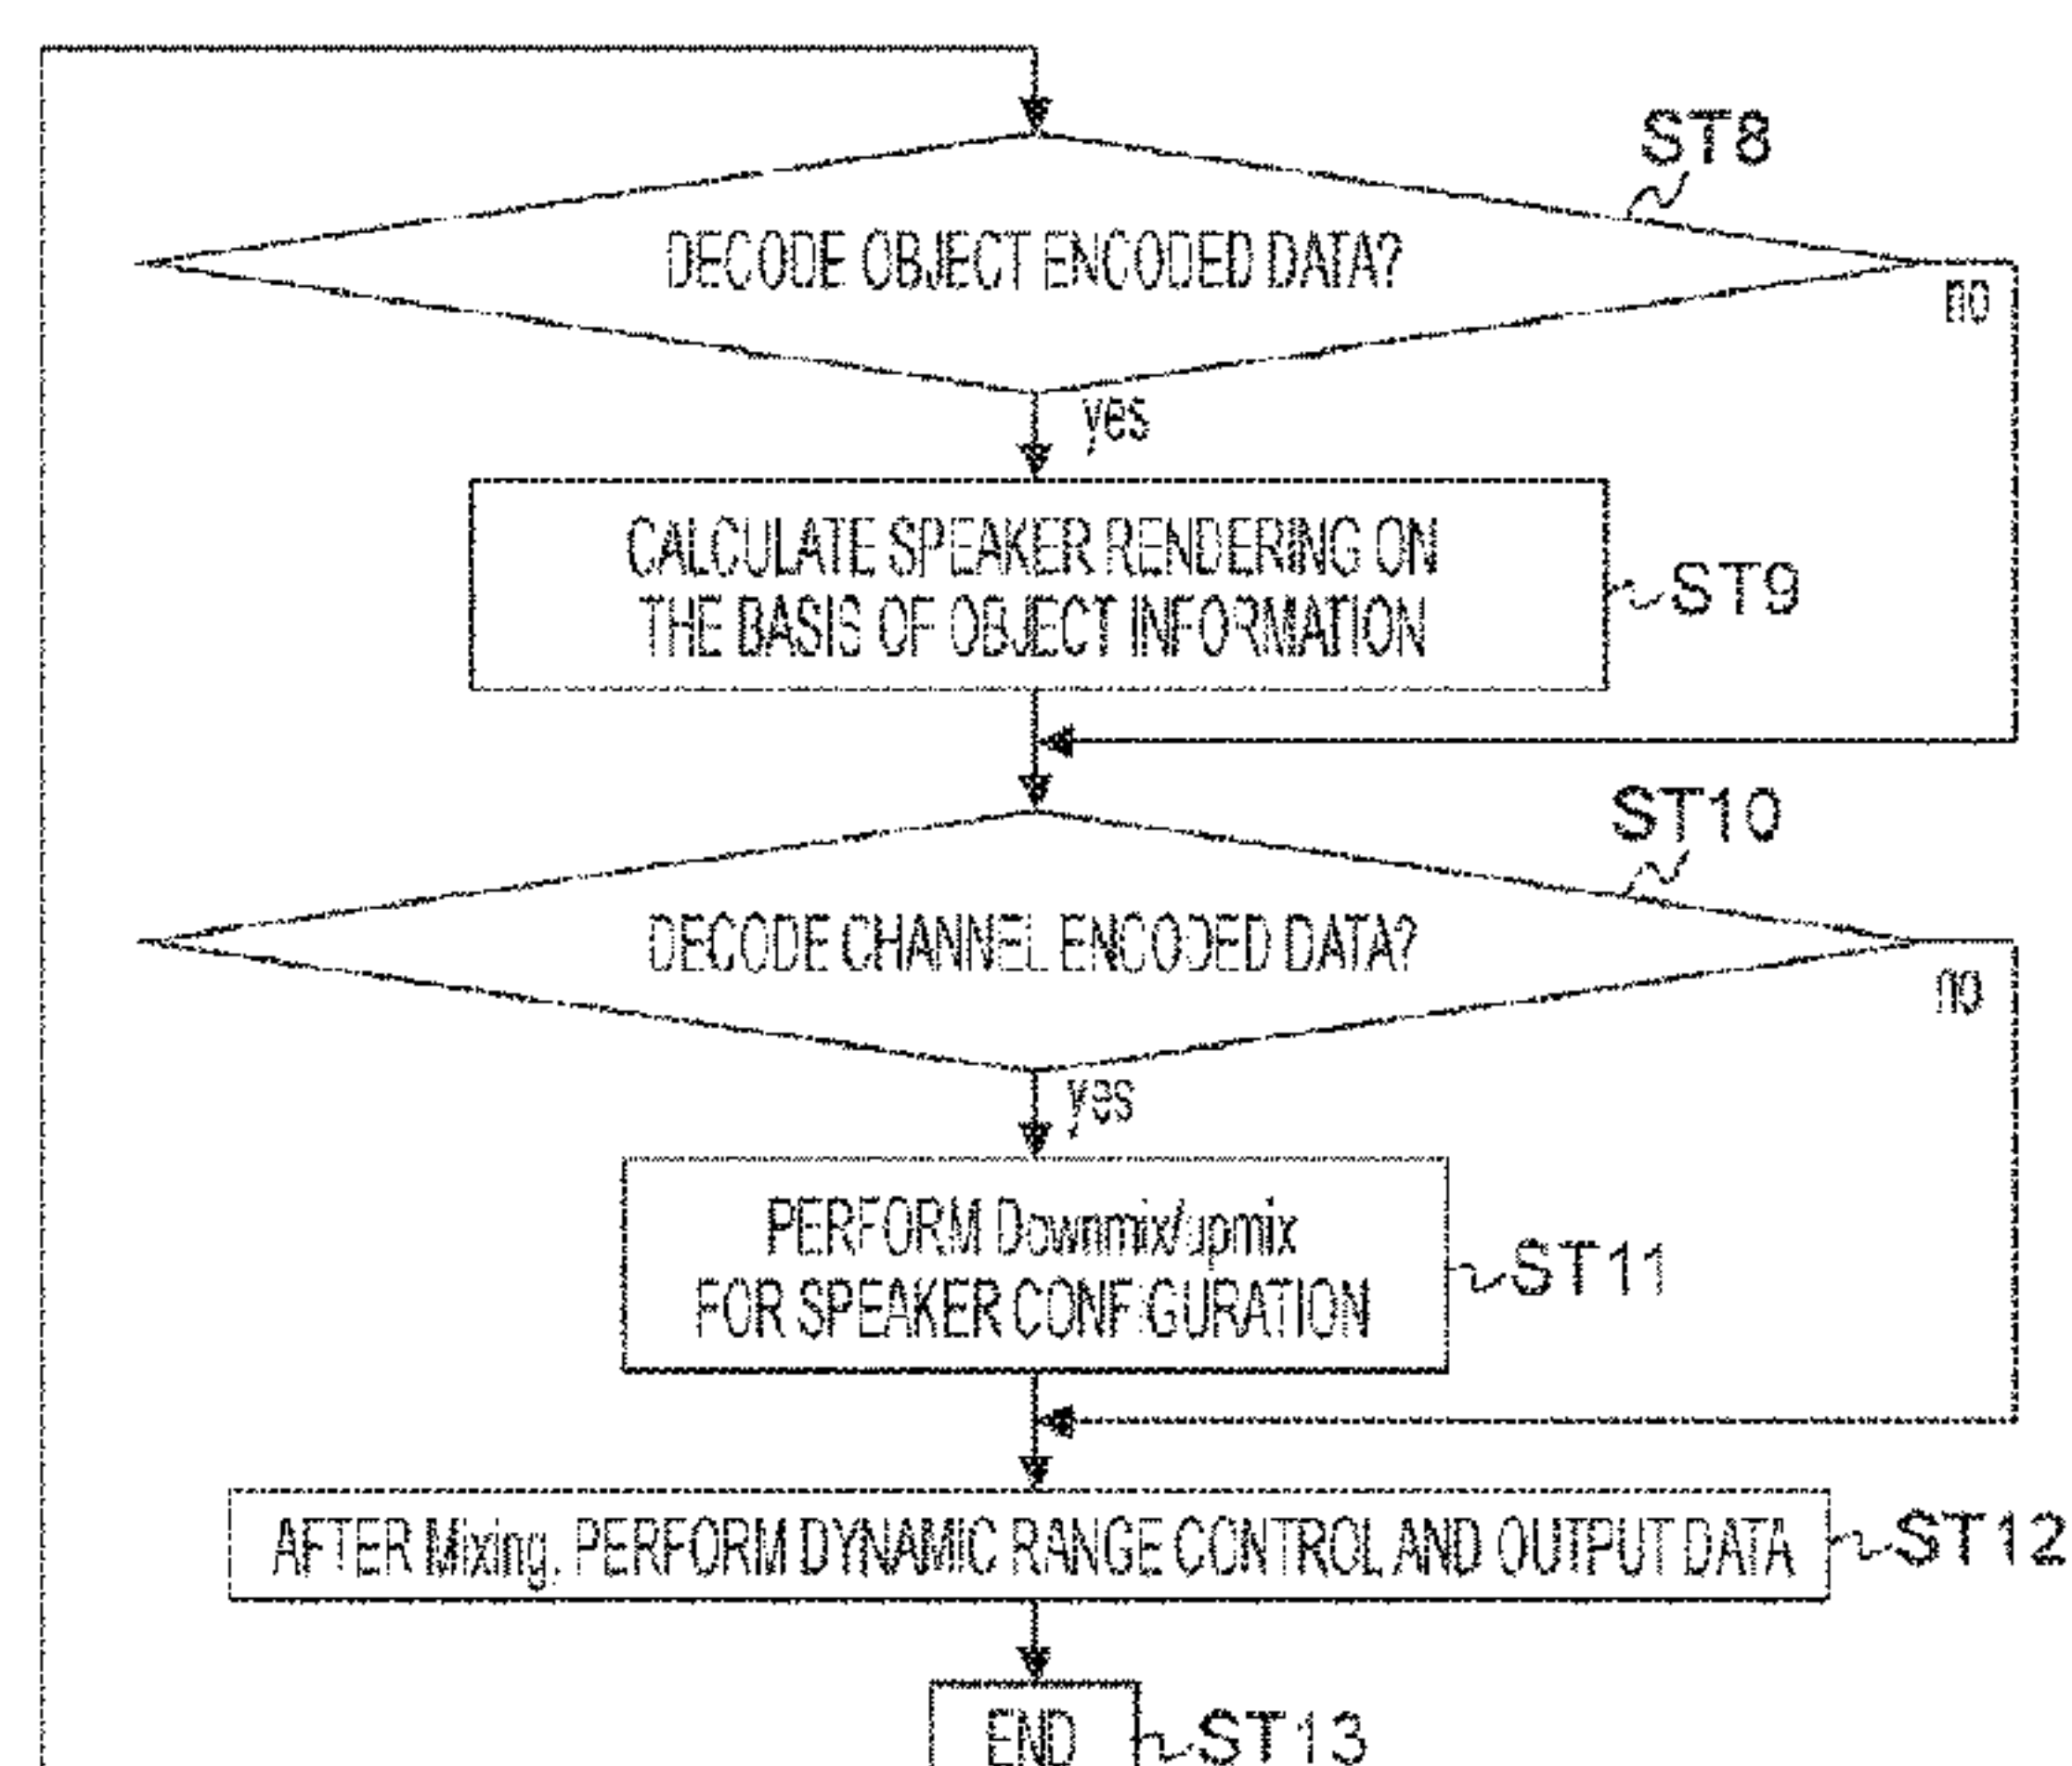 ST8
DECODE OBJECT ENCODED DATA?
no
yes
CALCULATE SPEAKER RENDERING ON
THE BASIS OF OBJECT INFORMATION
ST9
ST10
DECODE CHANNEL ENCODED DATA?
no
yes
PERFORM Downmix/upmix
FOR SPEAKER CONFIGURATION
ST11
AFTER Mixing, PERFORM DYNAMIC RANGE CONTROL AND OUTPUT DATA
ST12
END
ST13